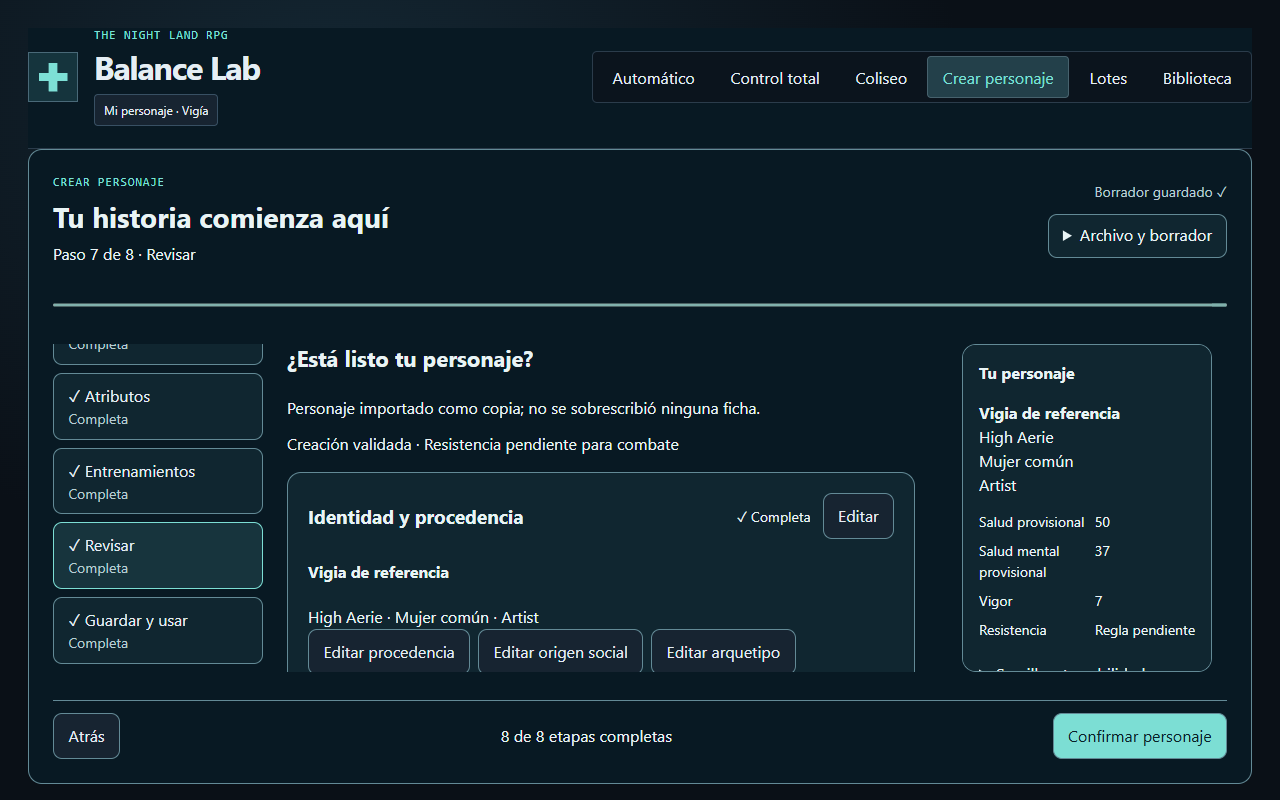 THE NIGHT LAND RPG
Balance Lab
Mi personaje · Vigía
Automático
Control total
Coliseo
Crear personaje
Lotes
Biblioteca
CREAR PERSONAJE
Tu historia comienza aquí
Paso 7 de 8 · Revisar
Borrador guardado ✓
▶ Archivo y borrador
Completa
✓ Atributos
Completa
✓ Entrenamientos
Completa
✓ Revisar
Completa
✓ Guardar y usar
Completa
¿Está listo tu personaje?
Personaje importado como copia; no se sobrescribió ninguna ficha.
Creación validada · Resistencia pendiente para combate
Identidad y procedencia
✓ Completa
Editar
Vigia de referencia
High Aerie · Mujer común · Artist
Editar procedencia
Editar origen social
Editar arquetipo
Tu personaje
Vigia de referencia
High Aerie
Mujer común
Artist
Salud provisional 50
Salud mental provisional 37
Vigor 7
Resistencia Regla pendiente
Atrás
8 de 8 etapas completas
Confirmar personaje